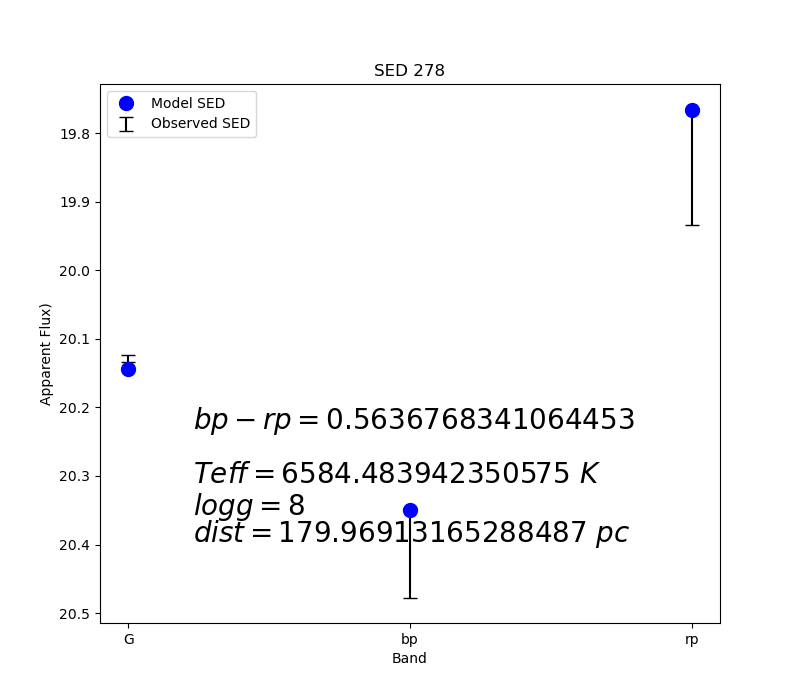 SED 278
Model SED
Observed SED
Apparent Flux)
19.8
19.9
20.0
20.1
20.2
20.3
20.4
20.5
bp − rp = 0.5636768341064453
Teff = 6584.483942350575 K
logg = 8
dist = 179.96913165288487 pc
G
bp
rp
Band